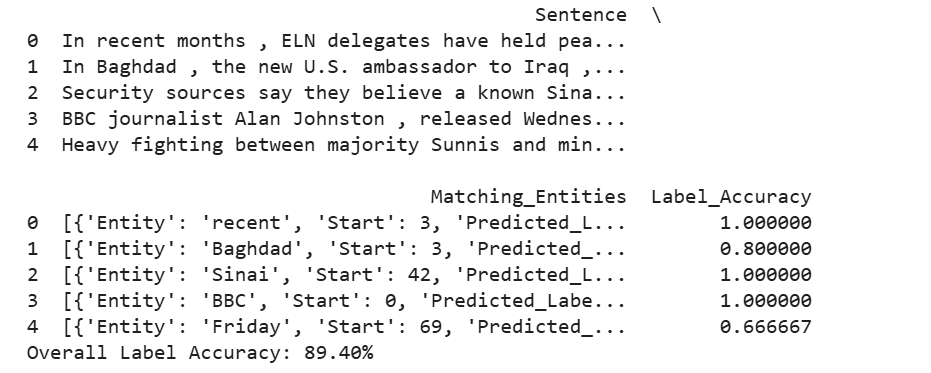 Sentence \
0 In recent months , ELN delegates have held pea...
1 In Baghdad , the new U.S. ambassador to Iraq ,...
2 Security sources say they believe a known Sina...
3 BBC journalist Alan Johnston , released Wednes...
4 Heavy fighting between majority Sunnis and min...
Matching_Entities Label_Accuracy
0 [{'Entity': 'recent', 'Start': 3, 'Predicted_L... 1.000000
1 [{'Entity': 'Baghdad', 'Start': 3, 'Predicted_... 0.800000
2 [{'Entity': 'Sinai', 'Start': 42, 'Predicted_L... 1.000000
3 [{'Entity': 'BBC', 'Start': 0, 'Predicted_Labe... 1.000000
4 [{'Entity': 'Friday', 'Start': 69, 'Predicted_... 0.666667
Overall Label Accuracy: 89.40%